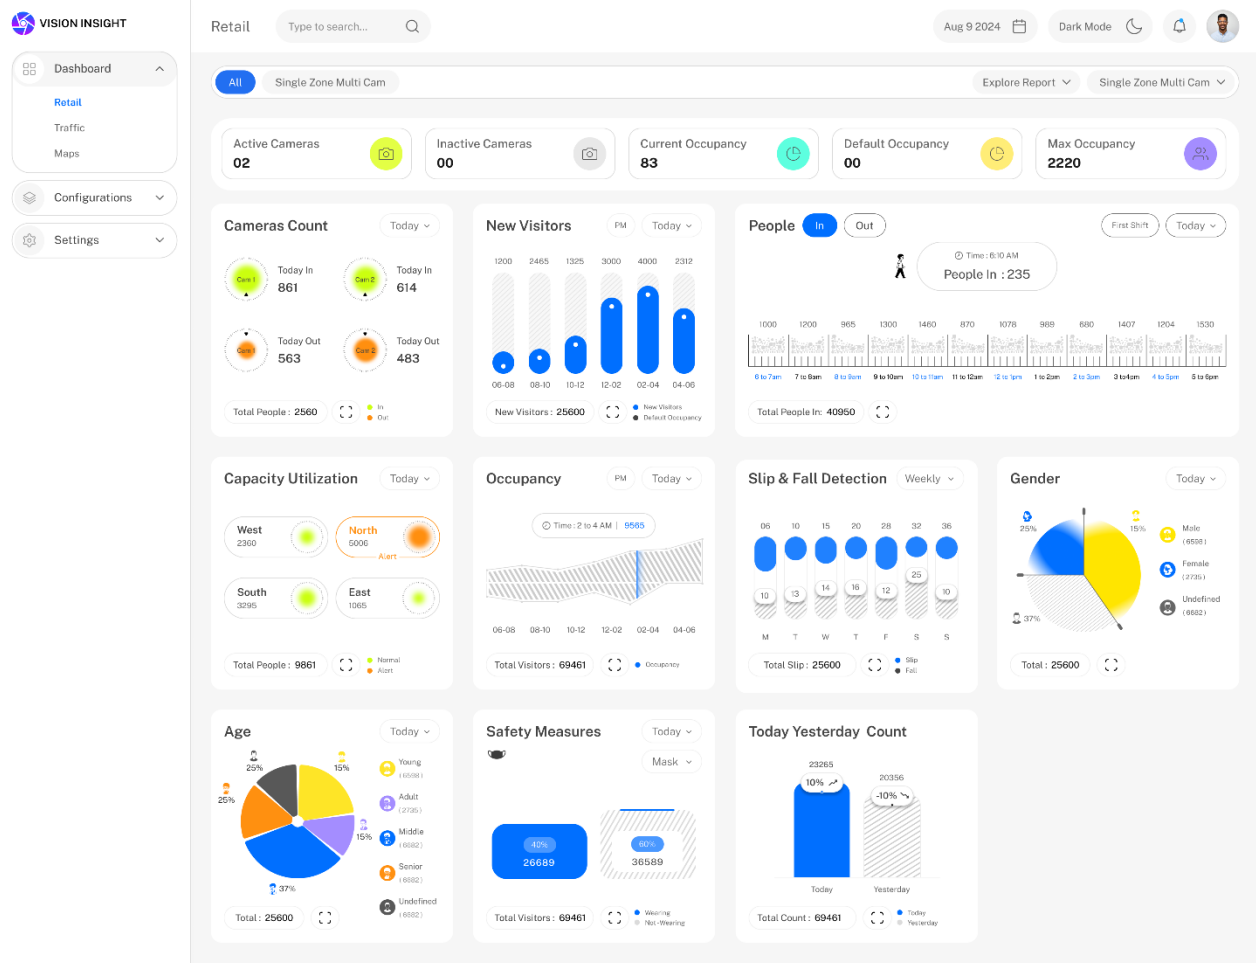 VISION INSIGHT
Retail
Type to search...
Aug 9 2024
Dark Mode
Dashboard
Retail
Traffic
Maps
Configurations
Settings
All
Single Zone Multi Cam
Explore Report
Single Zone Multi Cam
Active Cameras
02
Inactive Cameras
00
Current Occupancy
83
Default Occupancy
00
Max Occupancy
2220
Cameras Count
Today
Cam 1
Today In
861
Cam 2
Today In
614
Cam 1
Today Out
563
Cam 2
Today Out
483
Total People : 2560
In
Out
New Visitors
PM
Today
1200 2465 1325 3000 4000 2312
06-08 08-10 10-12 12-02 02-04 04-06
New Visitors : 25600
New Visitors
Default Occupancy
People
In
Out
First Shift
Today
Time : 6:10 AM
People In : 235
1000 1200 965 1300 1460 870 1078 989 680 1407 1204 1530
6 to 7am 7 to 8am 8 to 9am 9 to 10am 10 to 11am 11 to 12am 12 to 1pm 1 to 2pm 2 to 3pm 3 to4pm 4 to 5pm 5 to 6pm
Total People In: 40950
Capacity Utilization
Today
West
2360
North
5006
Alert
South
3295
East
1065
Total People : 9861
Normal
Alert
Occupancy
PM
Today
Time : 2 to 4 AM | 9565
06-08 08-10 10-12 12-02 02-04 04-06
Total Visitors : 69461
Occupancy
Slip & Fall Detection
Weekly
06 10 15 20 28 32 36
10 13 14 16 12 25 10
M T W T F S S
Total Slip : 25600
Slip
Fall
Gender
Today
25%
15%
37%
Male
(6598)
Female
(2735)
Undefined
(6682)
Total : 25600
Age
Today
25%
15%
25%
15%
37%
Young
(6598)
Adult
(2735)
Middle
(6682)
Senior
(6682)
Undefined
(6682)
Total : 25600
Safety Measures
Today
Mask
40%
26689
60%
36589
Total Visitors : 69461
Wearing
Not-Wearing
Today Yesterday Count
23265
10%
20356
-10%
Today
Yesterday
Total Count : 69461
Today
Yesterday